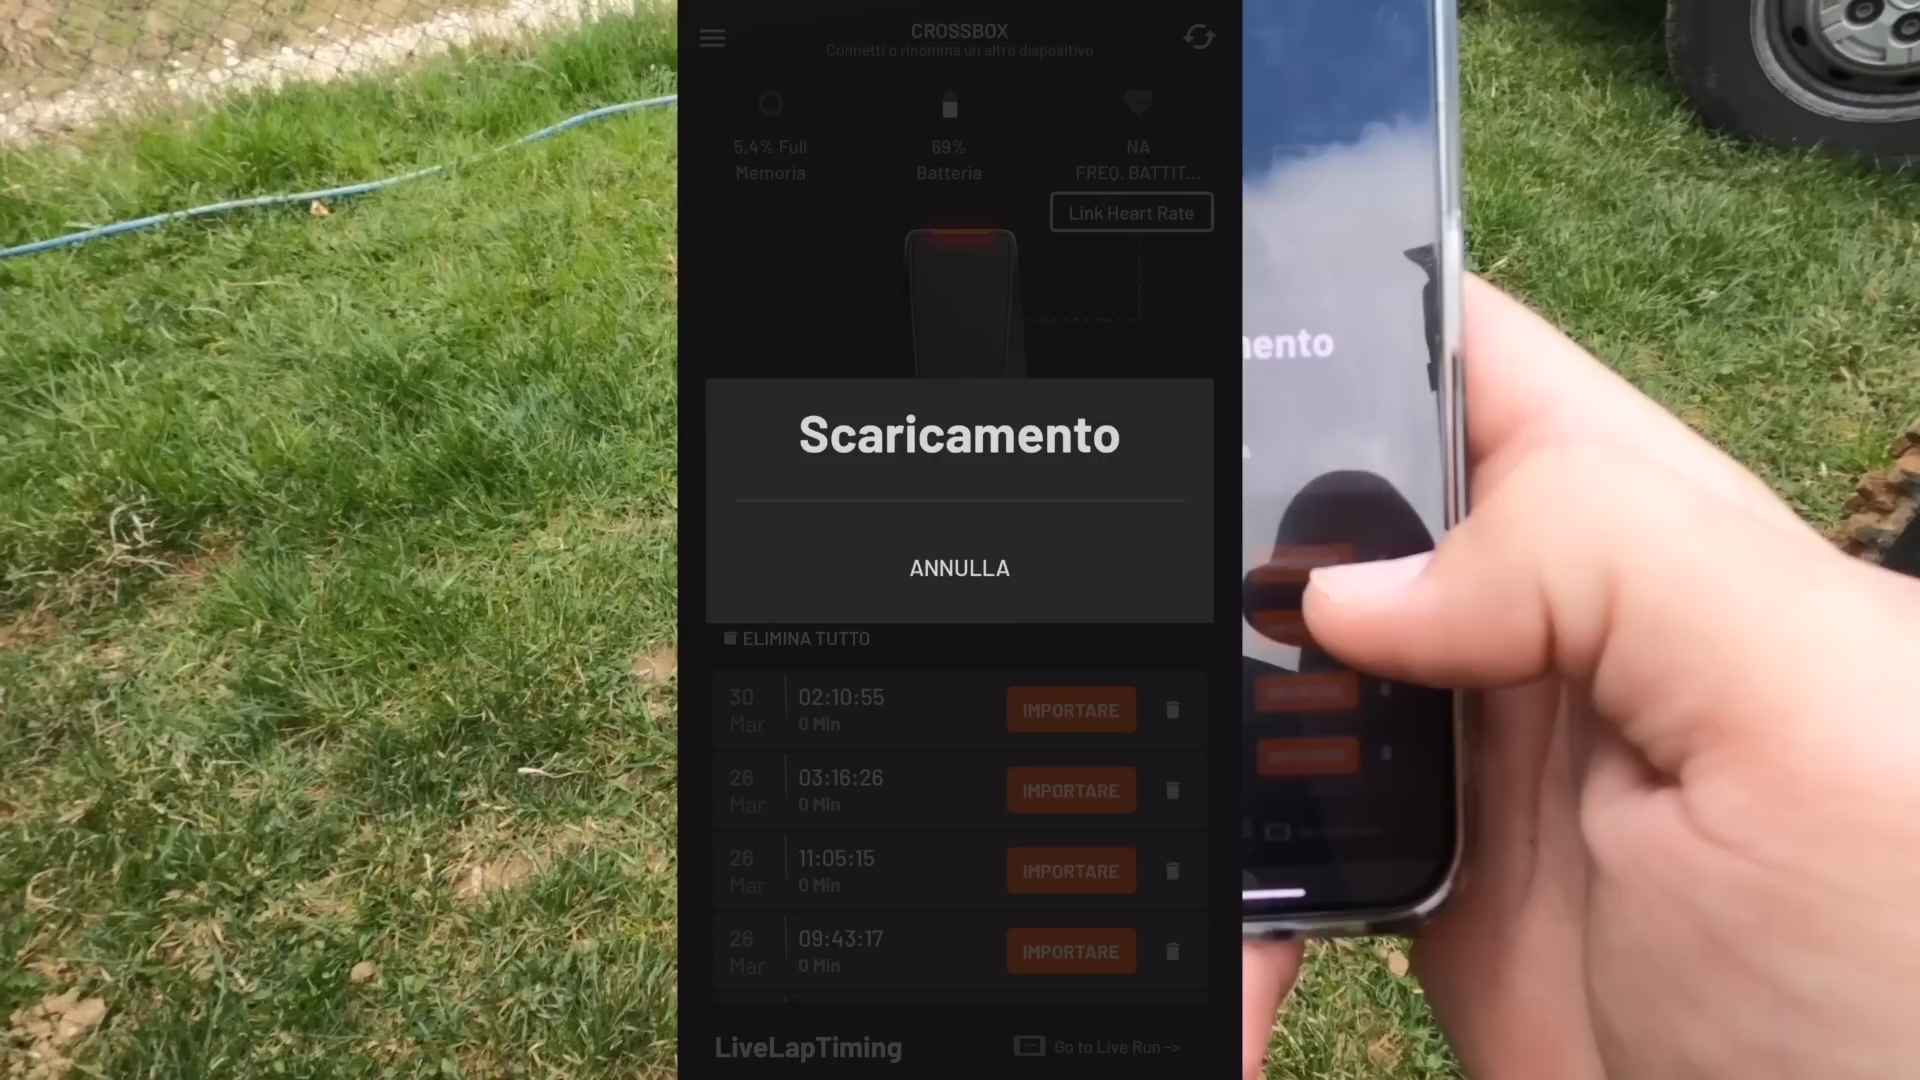 CROSSBOX
Connetti o rinomina un altro dispositivo
5.4% Full
Memoria
69%
Batteria
NA
FREQ. BATTIT...
Link Heart Rate
Scaricamento
ANNULLA
ELIMINA TUTTO
30 Mar
02:10:55
0 Min
IMPORTARE
26 Mar
03:16:26
0 Min
IMPORTARE
26 Mar
11:05:15
0 Min
IMPORTARE
26 Mar
09:43:17
0 Min
IMPORTARE
LiveLapTiming
Go to Live Run ->
mento